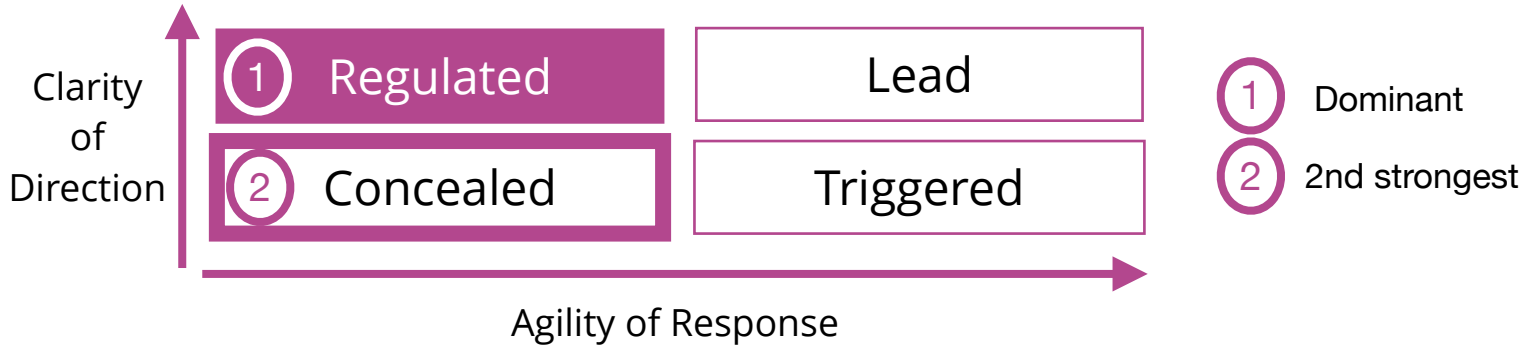 Clarity
of
Direction
1 Regulated
Lead
2 Concealed
Triggered
Agility of Response
1 Dominant
2 2nd strongest